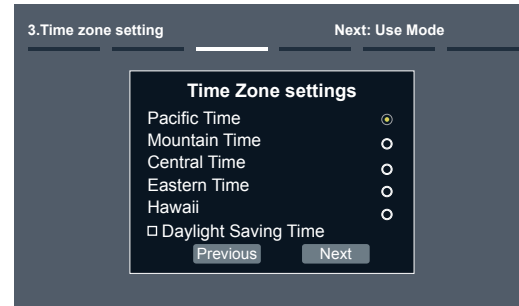 3.Time zone setting Next: Use Mode
Time Zone settings
Pacific Time
Mountain Time
Central Time
Eastern Time
Hawaii
Daylight Saving Time
Previous Next